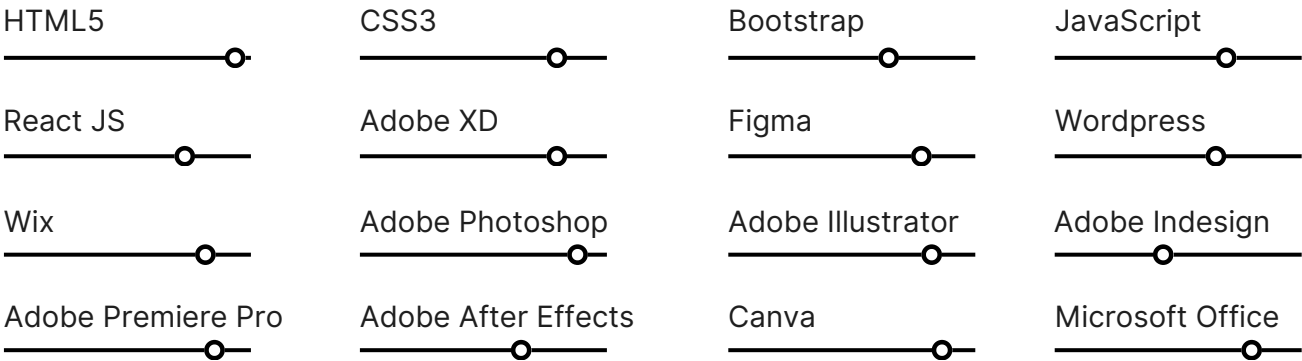 HTML5
CSS3
Bootstrap
JavaScript
React JS
Adobe XD
Figma
Wordpress
Wix
Adobe Photoshop
Adobe Illustrator
Adobe Indesign
Adobe Premiere Pro
Adobe After Effects
Canva
Microsoft Office